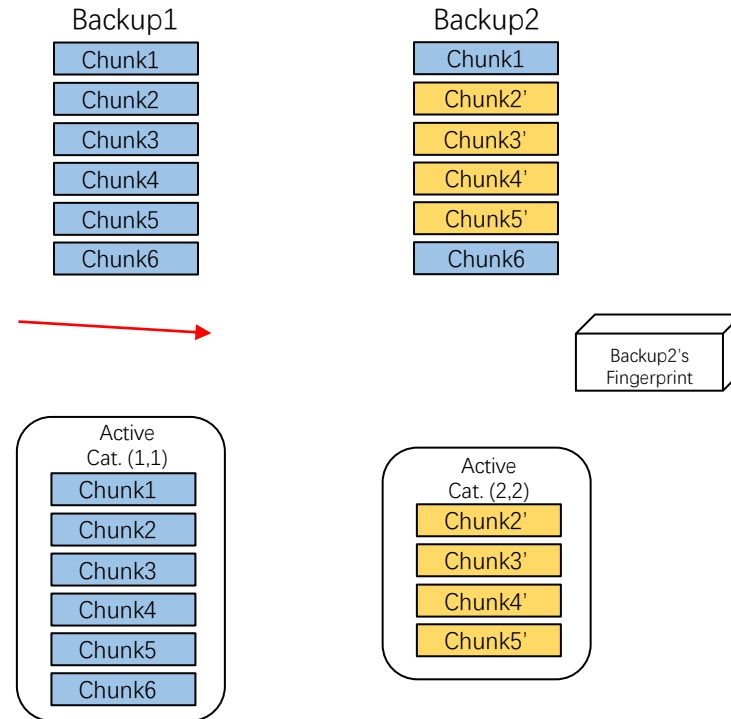 Backup1
Chunk1
Chunk2
Chunk3
Chunk4
Chunk5
Chunk6
Backup2
Chunk1
Chunk2’
Chunk3’
Chunk4’
Chunk5’
Chunk6
Backup2’s
Fingerprint
Active
Cat. (1,1)
Chunk1
Chunk2
Chunk3
Chunk4
Chunk5
Chunk6
Active
Cat. (2,2)
Chunk2’
Chunk3’
Chunk4’
Chunk5’